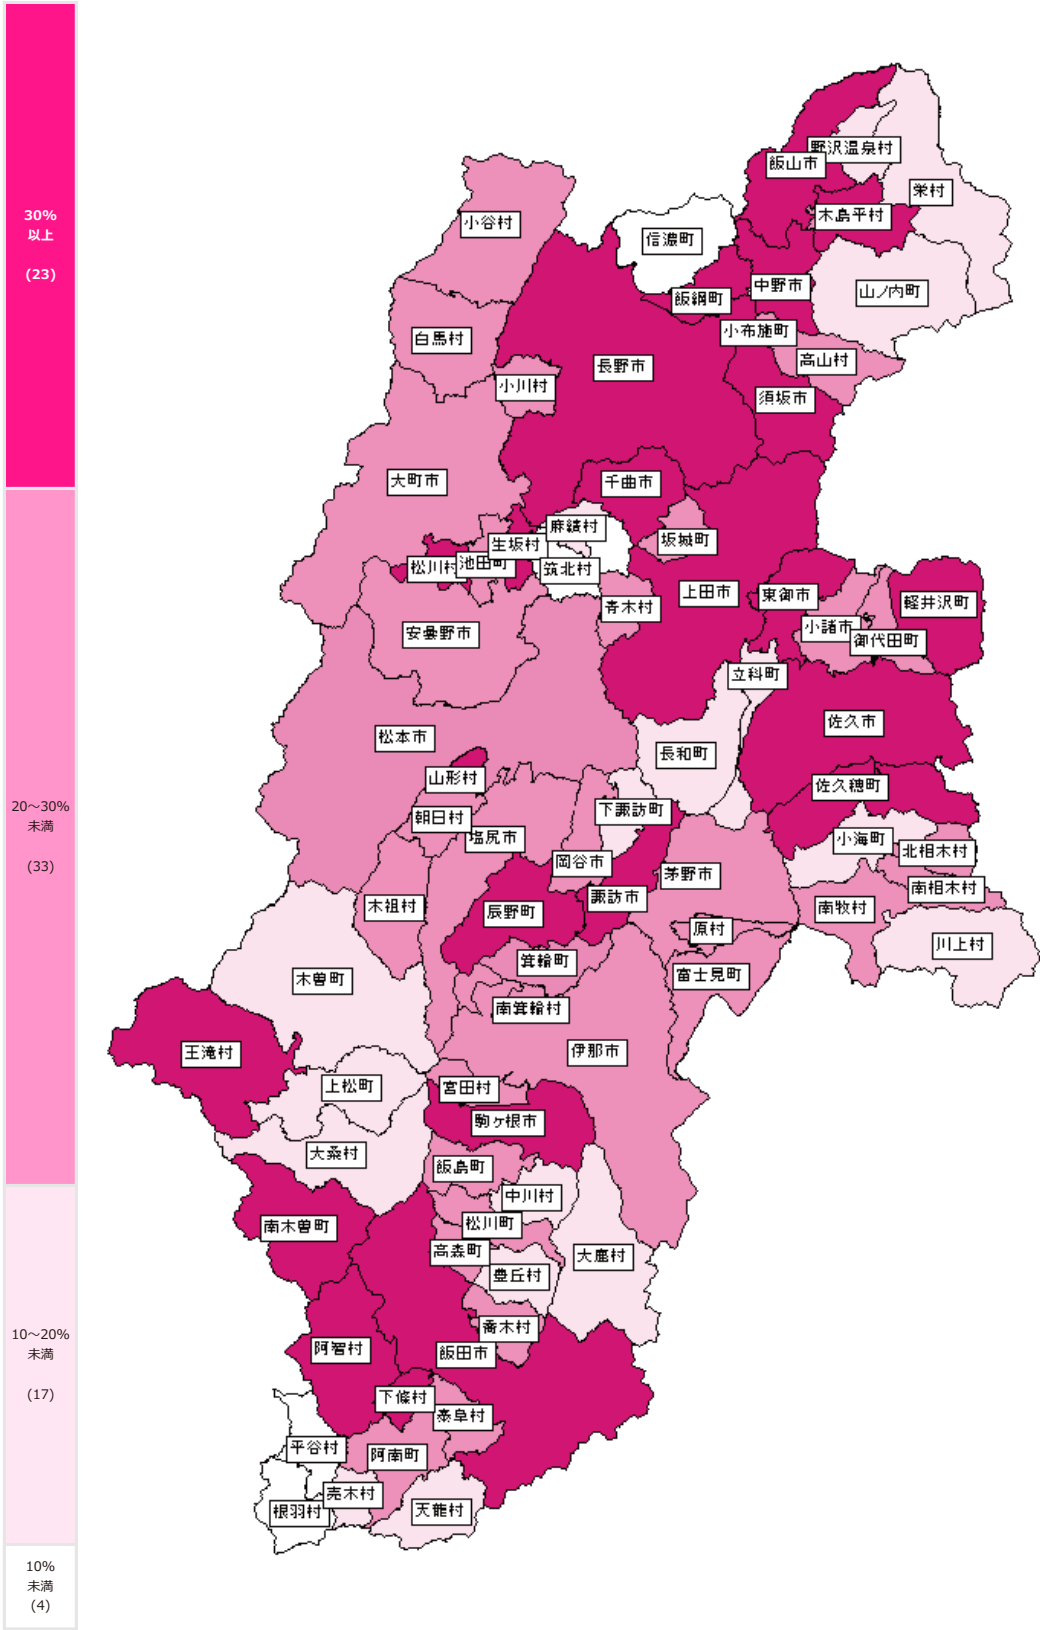 30%
以上
(23)
20～30%
未満
(33)
10～20%
未満
(17)
10%
未満
(4)
野沢温泉村
飯山市
栄村
木島平村
小谷村
信濃町
中野市
山ノ内町
飯綱町
小布施町
白馬村
高山村
長野市
小川村
須坂市
大町市
千曲市
麻績村
坂城町
生坂村
松川村
池田町
筑北村
上田市
東御市
軽井沢町
青木村
小諸市
安曇野市
御代田町
立科町
佐久市
松本市
長和町
山形村
佐久穂町
下諏訪町
朝日村
塩尻市
小海町
北相木村
岡谷市
茅野市
南相木村
諏訪市
木祖村
辰野町
南牧村
原村
川上村
箕輪町
富士見町
木曽町
南箕輪村
王滝村
伊那市
上松町
宮田村
駒ヶ根市
大桑村
飯島町
中川村
南木曽町
松川町
高森町
大鹿村
豊丘村
喬木村
阿智村
飯田市
下條村
泰阜村
平谷村
阿南町
売木村
根羽村
天龍村